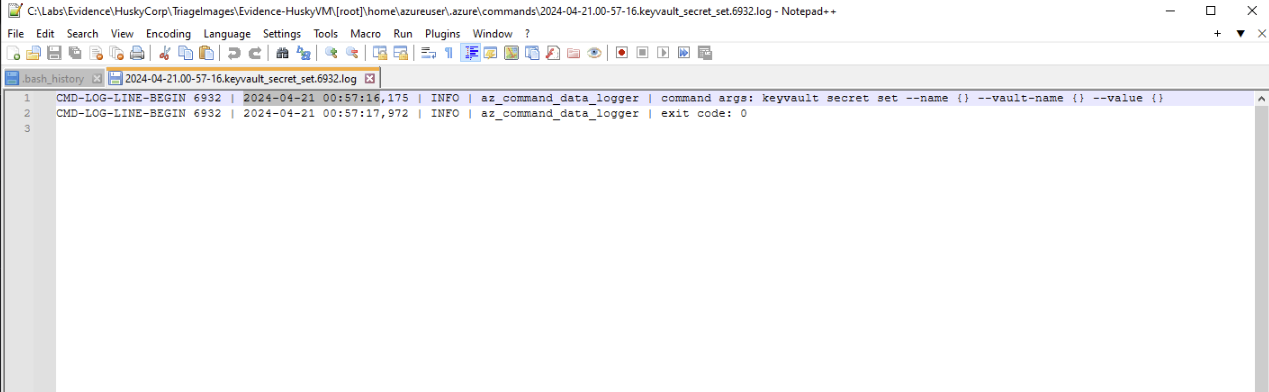 C:\Labs\Evidence\HuskyCorp\TriageImages\Evidence-HuskyVM\[root]\home\azureuser\.azure\commands\2024-04-21.00-57-16.keyvault_secret_set.6932.log - Notepad++
File Edit Search View Encoding Language Settings Tools Macro Run Plugins Window ?
.bash_history 2024-04-21.00-57-16.keyvault_secret_set.6932.log
1 CMD-LOG-LINE-BEGIN 6932 | 2024-04-21 00:57:16,175 | INFO | az_command_data_logger | command args: keyvault secret set --name {} --vault-name {} --value {}
2 CMD-LOG-LINE-BEGIN 6932 | 2024-04-21 00:57:17,972 | INFO | az_command_data_logger | exit code: 0
3